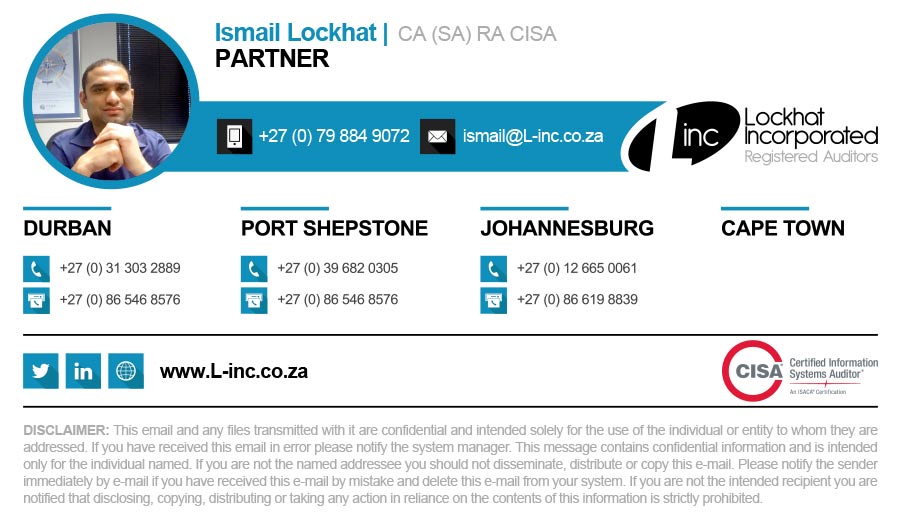 Ismail Lockhat | CA (SA) RA CISA
PARTNER
+27 (0) 79 884 9072
ismail@L-inc.co.za
inc
Lockhat
Incorporated
Registered Auditors
DURBAN
+27 (0) 31 303 2889
+27 (0) 86 546 8576
PORT SHEPSTONE
+27 (0) 39 682 0305
+27 (0) 86 546 8576
JOHANNESBURG
+27 (0) 12 665 0061
+27 (0) 86 619 8839
CAPE TOWN
in
www.L-inc.co.za
CISA
Certified Information
Systems Auditor®
An ISACA® Certification
DISCLAIMER: This email and any files transmitted with it are confidential and intended solely for the use of the individual or entity to whom they are
addressed. If you have received this email in error please notify the system manager. This message contains confidential information and is intended
only for the individual named. If you are not the named addressee you should not disseminate, distribute or copy this e-mail. Please notify the sender
immediately by e-mail if you have received this e-mail by mistake and delete this e-mail from your system. If you are not the intended recipient you are
notified that disclosing, copying, distributing or taking any action in reliance on the contents of this information is strictly prohibited.